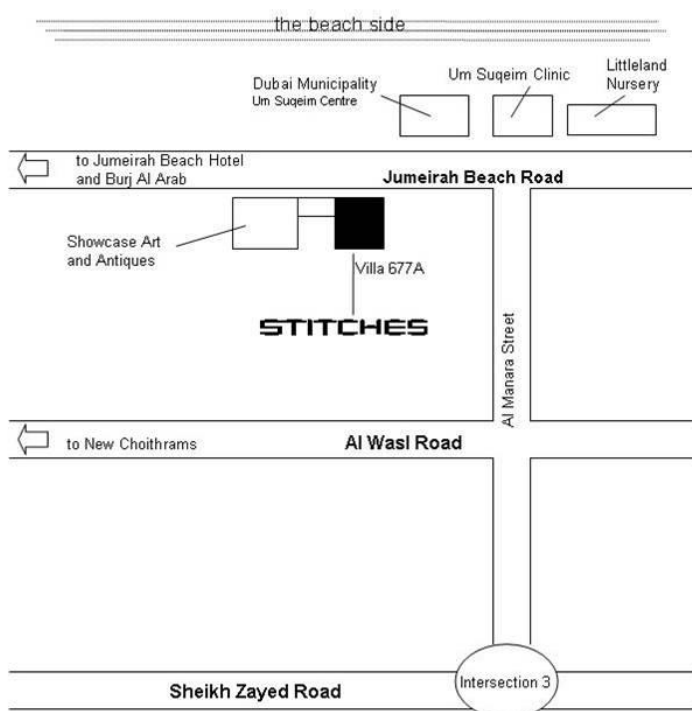 the beach side
Dubai Municipality
Um Suqeim Centre
Um Suqeim Clinic
Littleland
Nursery
to Jumeirah Beach Hotel
and Burj Al Arab
Jumeirah Beach Road
Showcase Art
and Antiques
Villa 677A
STITCHES
Al Manara Street
to New Choithrams
Al Wasl Road
Sheikh Zayed Road
Intersection 3